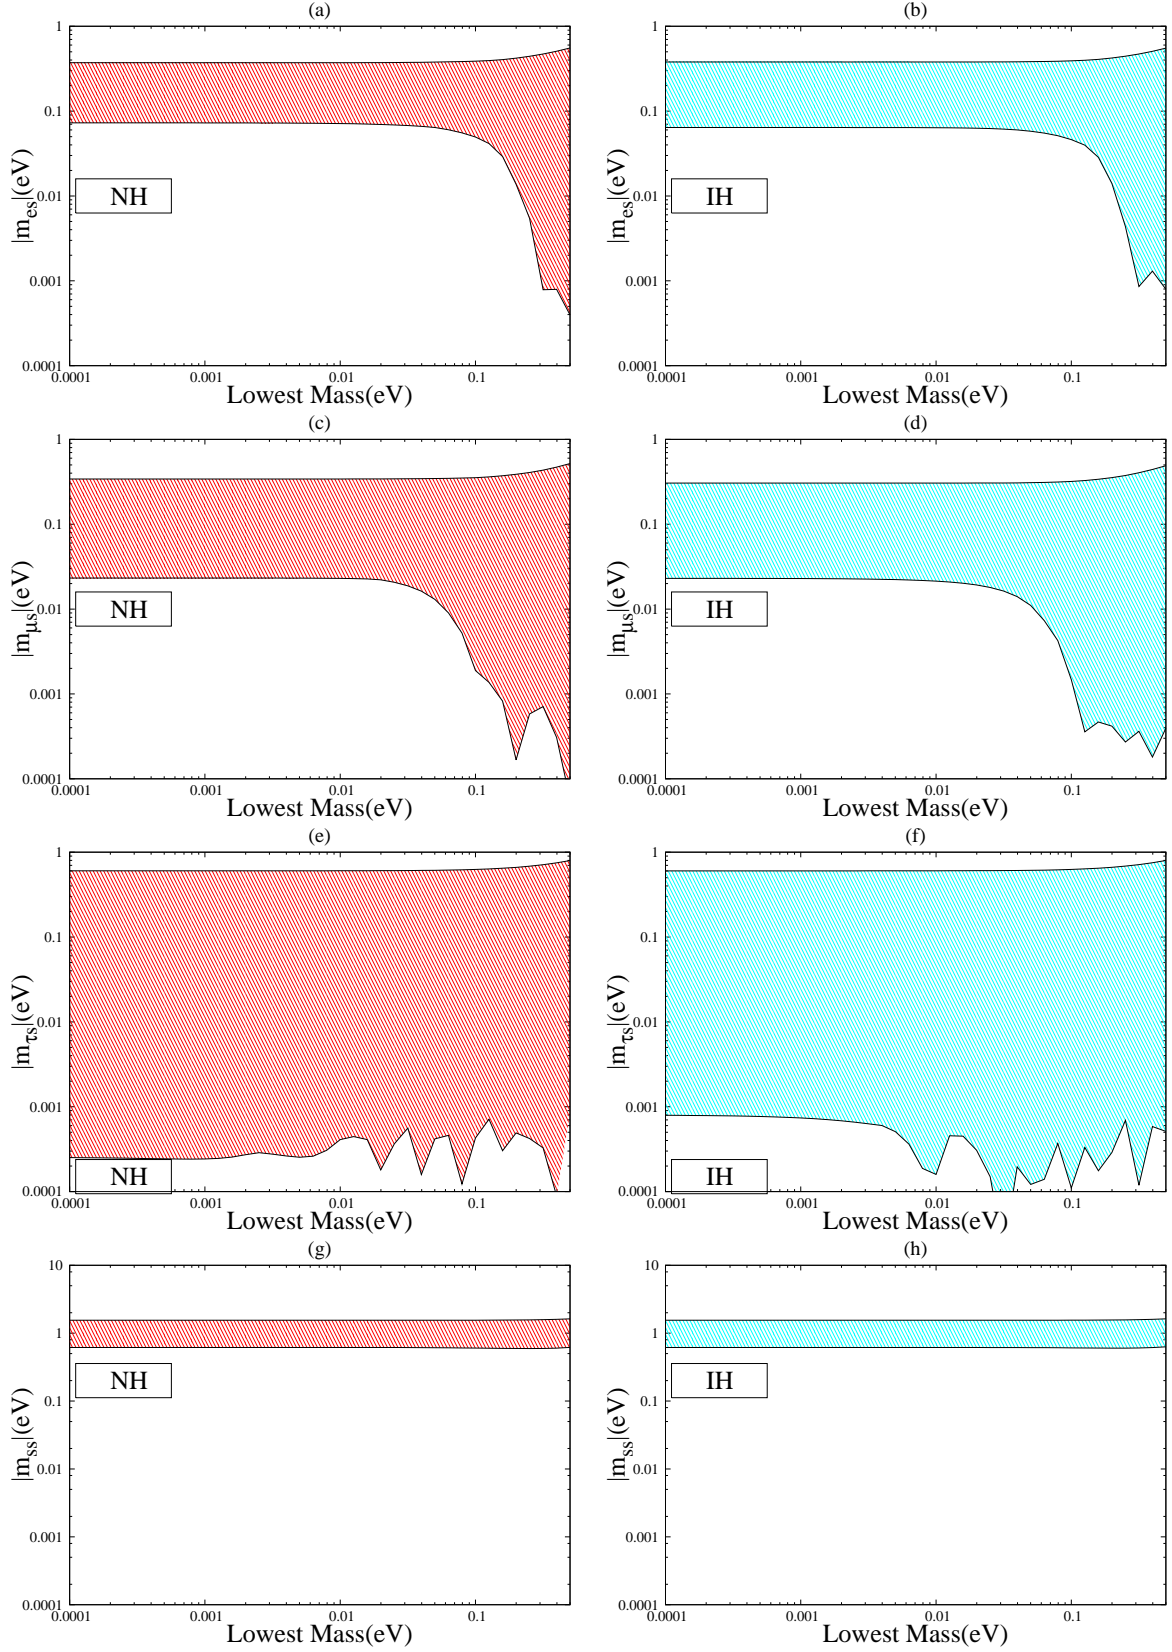 (a)
1
0.1
0.01
0.001
0.0001
|m_es|(eV)
NH
0.0001 0.001 0.01 0.1
Lowest Mass(eV)
(b)
1
0.1
0.01
0.001
0.0001
|m_es|(eV)
IH
0.0001 0.001 0.01 0.1
Lowest Mass(eV)
(c)
1
0.1
0.01
0.001
0.0001
|m_μs|(eV)
NH
0.0001 0.001 0.01 0.1
Lowest Mass(eV)
(d)
1
0.1
0.01
0.001
0.0001
|m_μs|(eV)
IH
0.0001 0.001 0.01 0.1
Lowest Mass(eV)
(e)
1
0.1
0.01
0.001
0.0001
|m_τs|(eV)
NH
0.0001 0.001 0.01 0.1
Lowest Mass(eV)
(f)
1
0.1
0.01
0.001
0.0001
|m_τs|(eV)
IH
0.0001 0.001 0.01 0.1
Lowest Mass(eV)
(g)
10
1
0.1
0.01
0.001
0.0001
|m_ss|(eV)
NH
0.0001 0.001 0.01 0.1
Lowest Mass(eV)
(h)
10
1
0.1
0.01
0.001
0.0001
|m_ss|(eV)
IH
0.0001 0.001 0.01 0.1
Lowest Mass(eV)